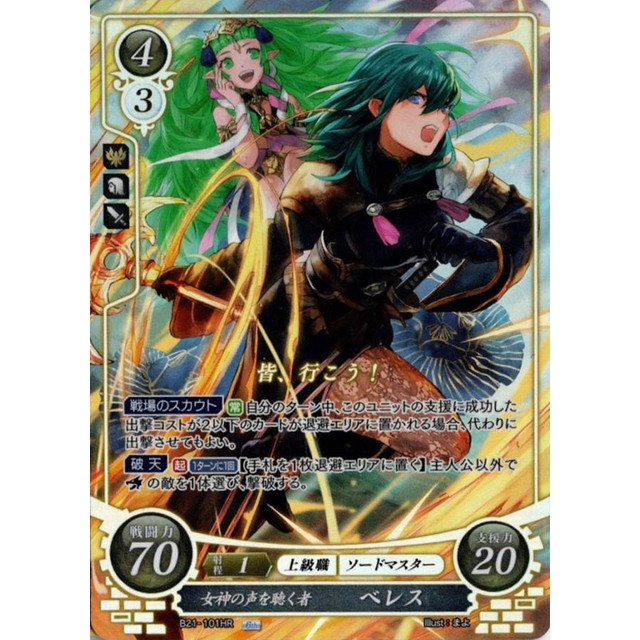 4
3
皆、行こう！
戦場のスカウト 常 自分のターン中、このユニットの支援に成功した
出撃コストが２以下のカードが退避エリアに置かれる場合、代わりに
出撃させてもよい。
破天 起 1ターンに1回【手札を1枚退避エリアに置く】主人公以外で
の敵を1体選び、撃破する。
戦闘力
70
射程 1
上級職
ソードマスター
支援力
20
女神の声を聴く者 ベレス
B21-101HR
Illust：まよ